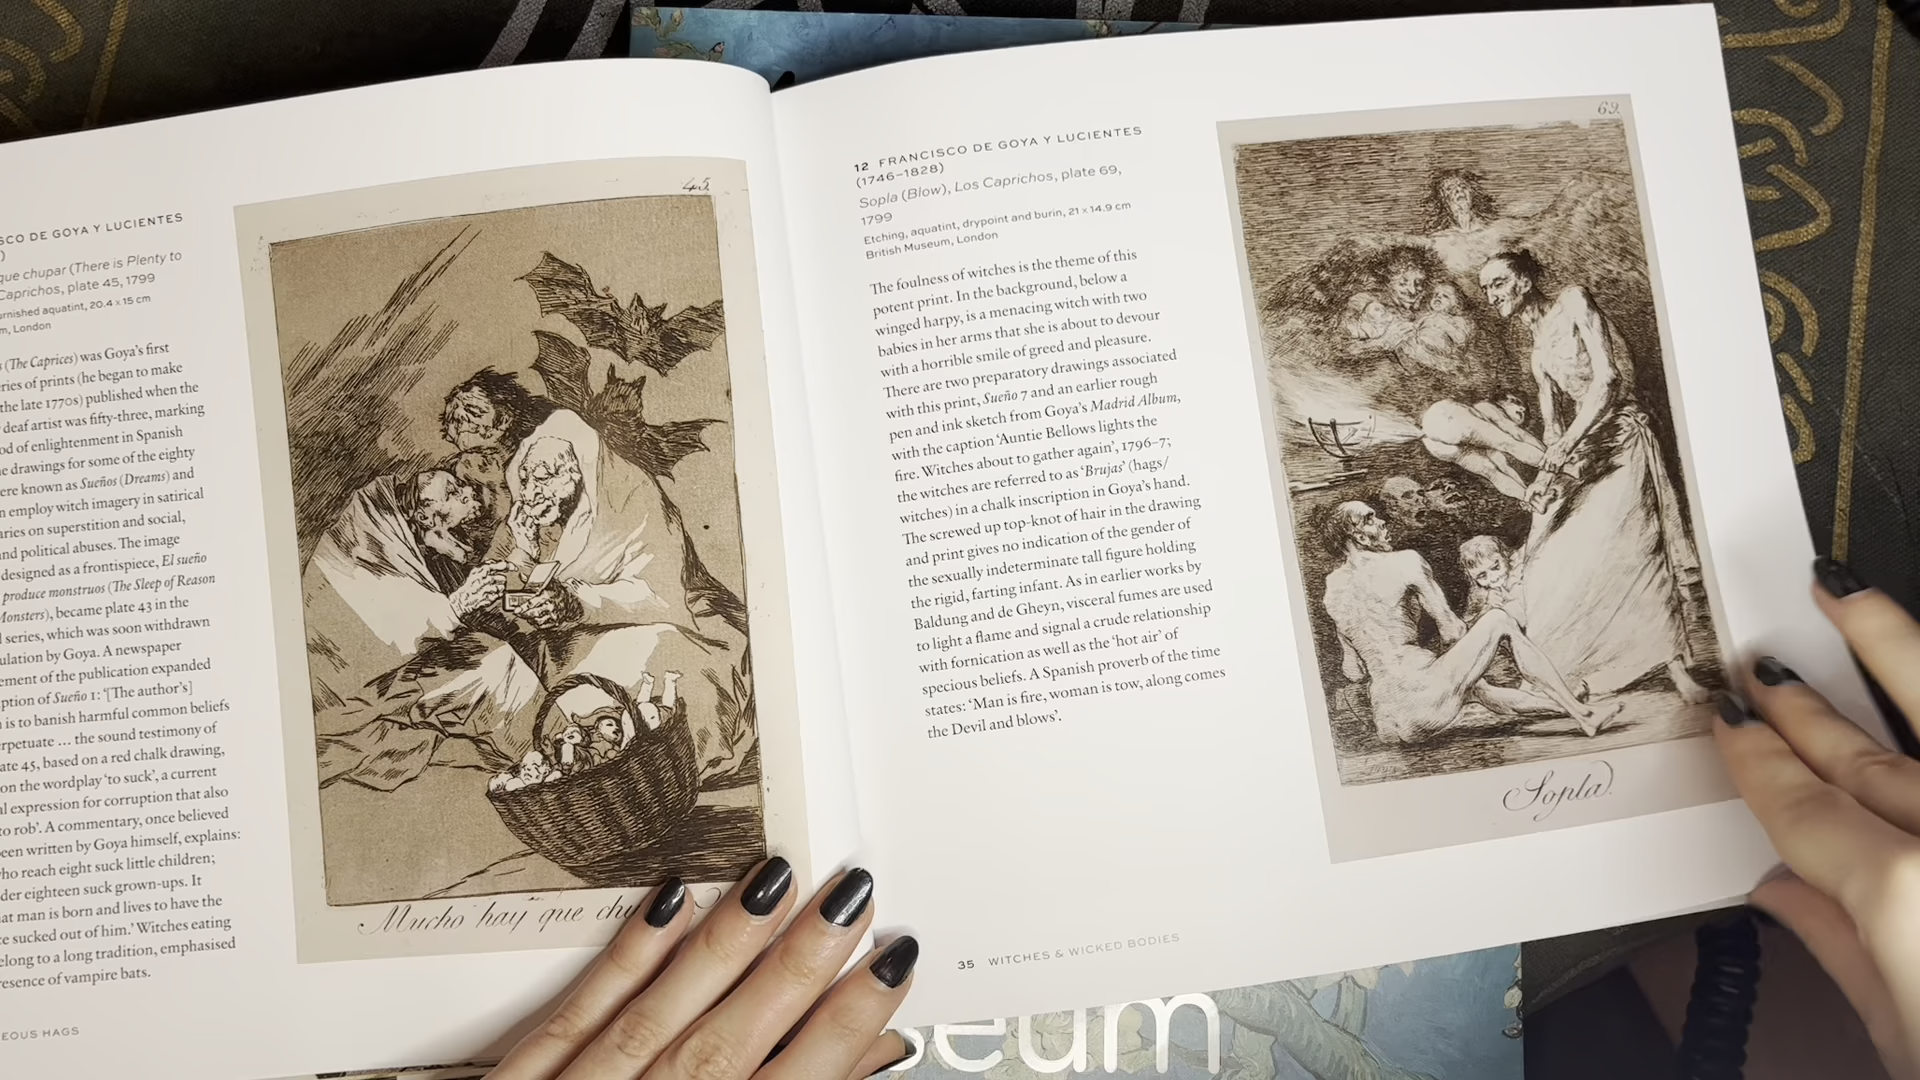 SCO DE GOYA Y LUCIENTES
)
que chupar (There is Plenty to
Caprichos, plate 45, 1799
urnished aquatint, 20.4 x 15 cm
m, London
s (The Caprices) was Goya's first
ries of prints (he began to make
the late 1770s) published when the
deaf artist was fifty-three, marking
od of enlightenment in Spanish
e drawings for some of the eighty
ere known as Sueños (Dreams) and
n employ witch imagery in satirical
aries on superstition and social,
nd political abuses. The image
designed as a frontispiece, El sueño
produce monstruos (The Sleep of Reason
Monsters), became plate 43 in the
l series, which was soon withdrawn
ulation by Goya. A newspaper
ement of the publication expanded
ption of Sueño 1: '[The author's]
n is to banish harmful common beliefs
rpetuate ... the sound testimony of
ate 45, based on a red chalk drawing,
on the wordplay 'to suck', a current
al expression for corruption that also
to rob'. A commentary, once believed
een written by Goya himself, explains:
ho reach eight suck little children;
der eighteen suck grown-ups. It
at man is born and lives to have the
e sucked out of him.' Witches eating
elong to a long tradition, emphasised
resence of vampire bats.
EOUS HAGS
45.
Mucho hay que chu
12 FRANCISCO DE GOYA Y LUCIENTES
(1746–1828)
Sopla (Blow), Los Caprichos, plate 69,
1799
Etching, aquatint, drypoint and burin, 21 x 14.9 cm
British Museum, London
The foulness of witches is the theme of this
potent print. In the background, below a
winged harpy, is a menacing witch with two
babies in her arms that she is about to devour
with a horrible smile of greed and pleasure.
There are two preparatory drawings associated
with this print, Sueño 7 and an earlier rough
pen and ink sketch from Goya's Madrid Album,
with the caption 'Auntie Bellows lights the
fire. Witches about to gather again', 1796–7;
the witches are referred to as 'Brujas' (hags/
witches) in a chalk inscription in Goya's hand.
The screwed up top-knot of hair in the drawing
and print gives no indication of the gender of
the sexually indeterminate tall figure holding
the rigid, farting infant. As in earlier works by
Baldung and de Gheyn, visceral fumes are used
to light a flame and signal a crude relationship
with fornication as well as the 'hot air' of
specious beliefs. A Spanish proverb of the time
states: 'Man is fire, woman is tow, along comes
the Devil and blows'.
35 WITCHES & WICKED BODIES
69.
Sopla
seum